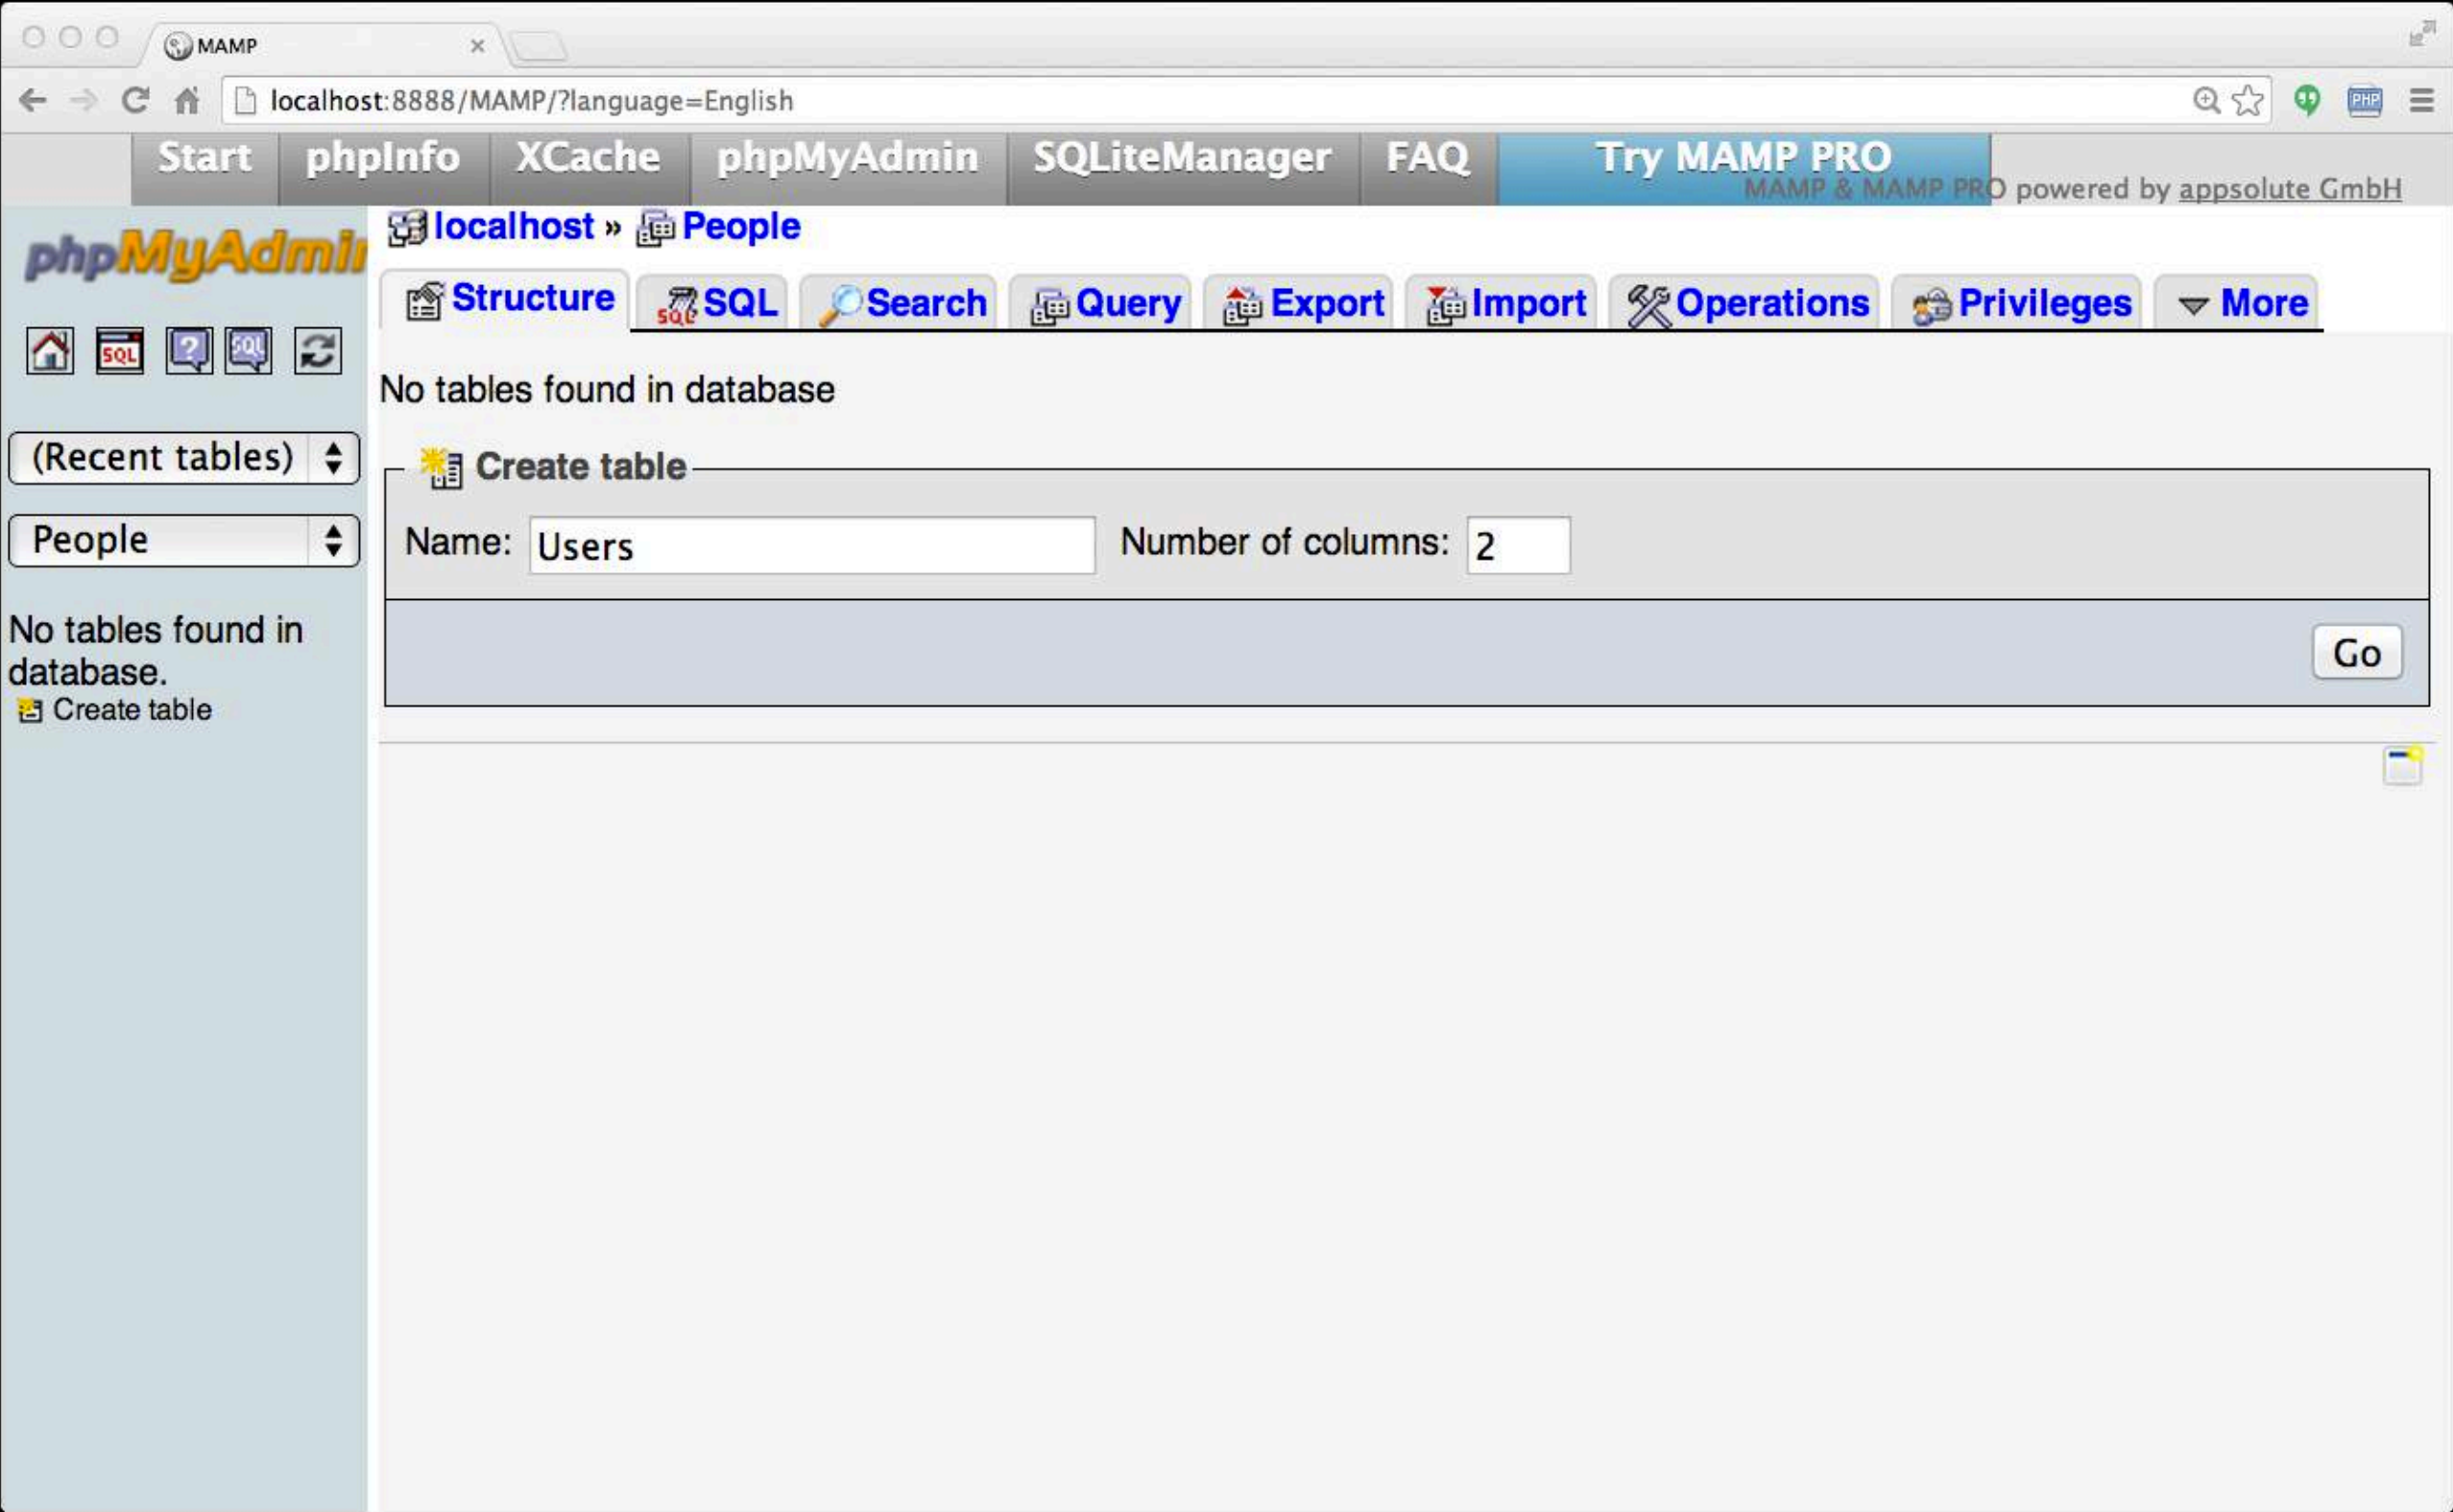 MAMP
localhost:8888/MAMP/?language=English
PHP
Start phpInfo XCache phpMyAdmin SQLiteManager FAQ Try MAMP PRO
MAMP & MAMP PRO powered by appsolute GmbH
phpMyAdmin
localhost » People
Structure SQL Search Query Export Import Operations Privileges More
SQL ? SQL
No tables found in database
(Recent tables)
Create table
People
Name: Users Number of columns: 2
No tables found in
database.
Go
Create table